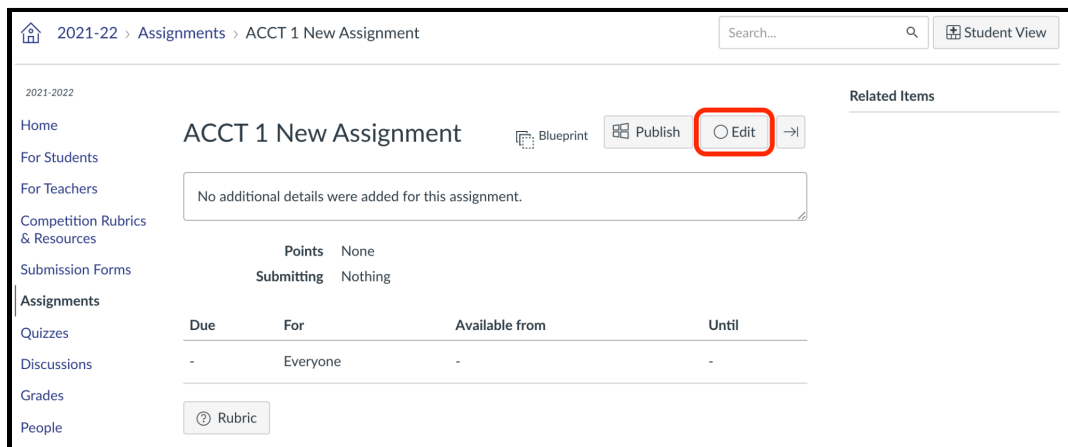 2021-22 › Assignments › ACCT 1 New Assignment
Search...
Student View
2021-2022
Home
For Students
For Teachers
Competition Rubrics
& Resources
Submission Forms
Assignments
Quizzes
Discussions
Grades
People
ACCT 1 New Assignment
Blueprint
Publish
Edit
No additional details were added for this assignment.
Points None
Submitting Nothing
Due For Available from Until
- Everyone - -
Rubric
Related Items